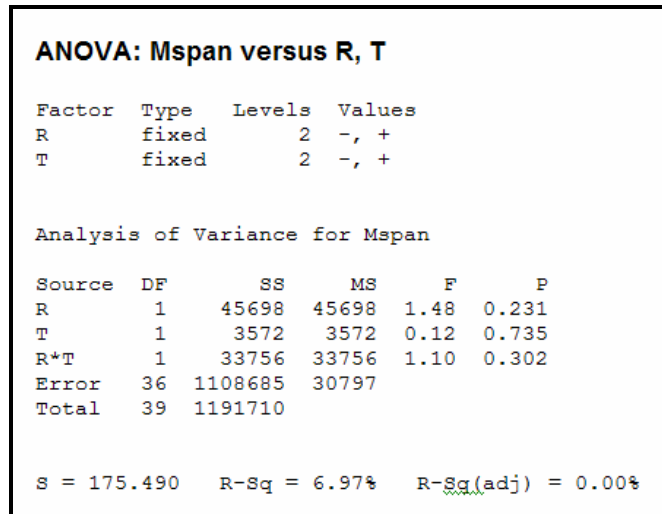 ANOVA: Mspan versus R, T
Factor Type Levels Values
R fixed 2 -, +
T fixed 2 -, +
Analysis of Variance for Mspan
Source DF SS MS F P
R 1 45698 45698 1.48 0.231
T 1 3572 3572 0.12 0.735
R*T 1 33756 33756 1.10 0.302
Error 36 1108685 30797
Total 39 1191710
S = 175.490 R-Sq = 6.97% R-Sq(adj) = 0.00%